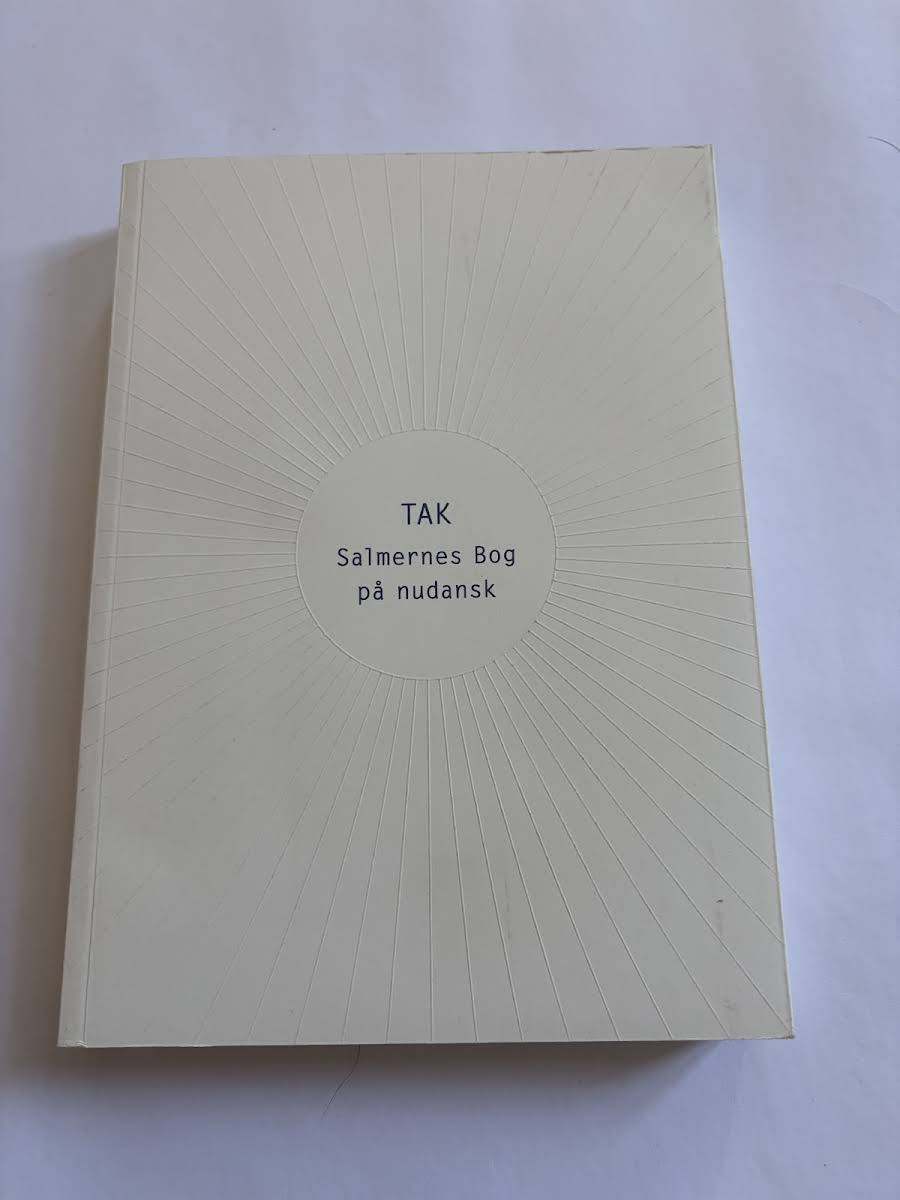 TAK
Salmernes Bog
på nudansk